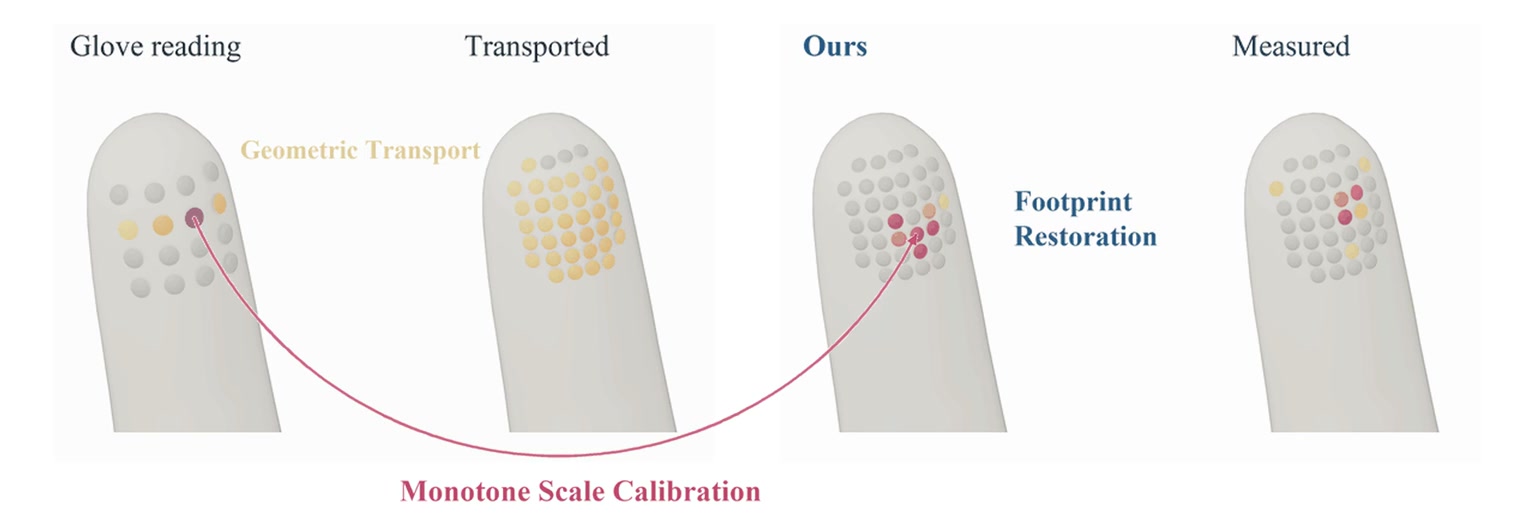 Glove reading
Transported
Ours
Measured
Geometric Transport
Footprint
Restoration
Monotone Scale Calibration